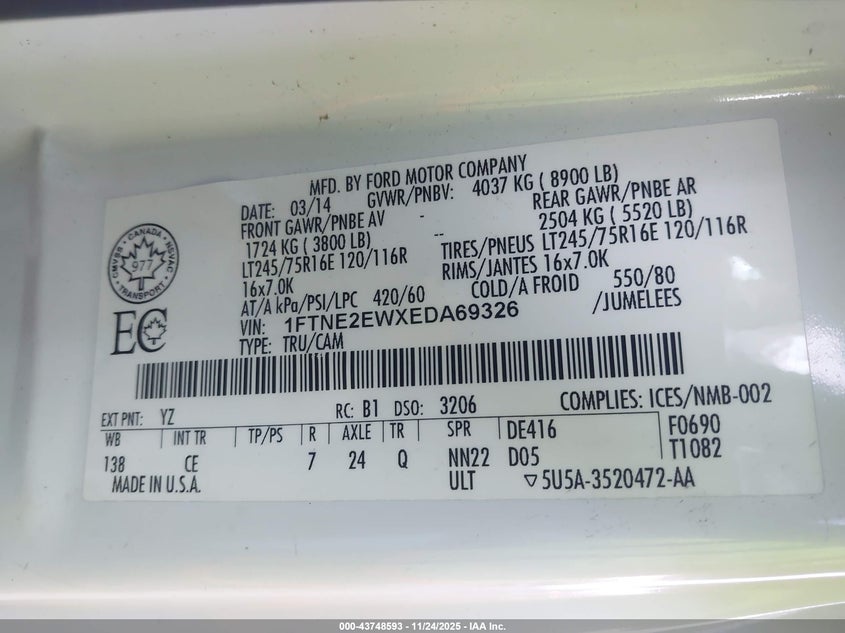 MFD. BY FORD MOTOR COMPANY
DATE: 03/14 GVWR/PNBV: 4037 KG ( 8900 LB)
FRONT GAWR/PNBE AV - REAR GAWR/PNBE AR
1724 KG ( 3800 LB) -- 2504 KG ( 5520 LB)
LT245/75R16E 120/116R TIRES/PNEUS LT245/75R16E 120/116R
16x7.0K RIMS/JANTES 16x7.0K
AT/A kPa/PSI/LPC 420/60 COLD/A FROID 550/80
VIN: 1FTNE2EWXEDA69326 /JUMELEES
TYPE: TRU/CAM
CANADA
977
TRANSPORT
NSVAC
CMVSS
EC
EXT PNT: YZ RC: B1 DSO: 3206 COMPLIES: ICES/NMB-002
WB INT TR TP/PS R AXLE TR SPR DE416 F0690
138 CE 7 24 Q NN22 D05 T1082
MADE IN U.S.A. ULT ▽5U5A-3520472-AA
000-43748593 - 11/24/2025 - IAA Inc.